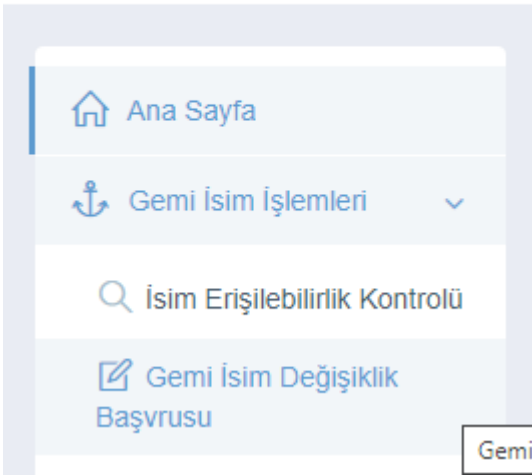 Ana Sayfa
Gemi İsim İşlemleri
İsim Erişilebilirlik Kontrolü
Gemi İsim Değişiklik
Başvrusu
Gemi